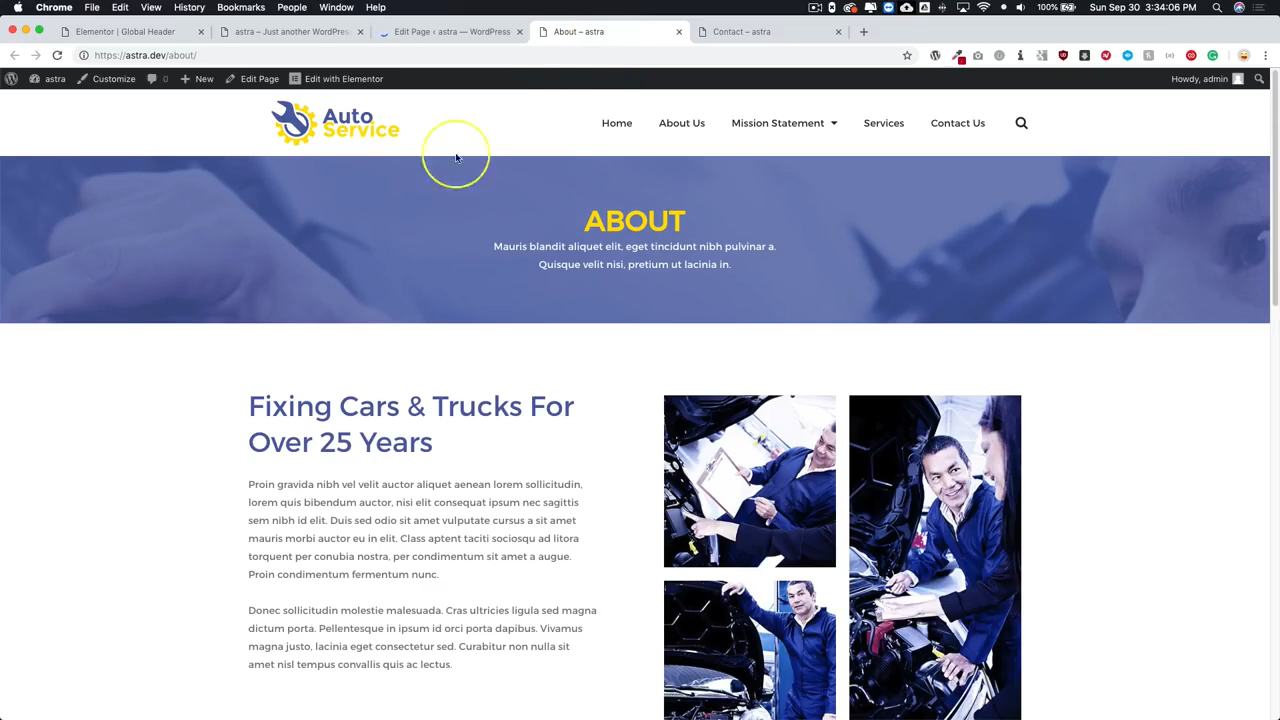 Chrome File Edit View History Bookmarks People Window Help
100% Sun Sep 30 3:34:06 PM
Elementor | Global Header
astra – Just another WordPres
Edit Page ‹ astra — WordPress
About – astra
Contact – astra
https://astra.dev/about/
astra Customize 0 New Edit Page Edit with Elementor
Howdy, admin
Auto
Service
Home About Us Mission Statement Services Contact Us
ABOUT
Mauris blandit aliquet elit, eget tincidunt nibh pulvinar a.
Quisque velit nisi, pretium ut lacinia in.
Fixing Cars & Trucks For
Over 25 Years
Proin gravida nibh vel velit auctor aliquet aenean lorem sollicitudin,
lorem quis bibendum auctor, nisi elit consequat ipsum nec sagittis
sem nibh id elit. Duis sed odio sit amet vulputate cursus a sit amet
mauris morbi auctor eu in elit. Class aptent taciti sociosqu ad litora
torquent per conubia nostra, per condimentum sit amet a augue.
Proin condimentum fermentum nunc.
Donec sollicitudin molestie malesuada. Cras ultricies ligula sed magna
dictum porta. Pellentesque in ipsum id orci porta dapibus. Vivamus
magna justo, lacinia eget consectetur sed. Curabitur non nulla sit
amet nisl tempus convallis quis ac lectus.